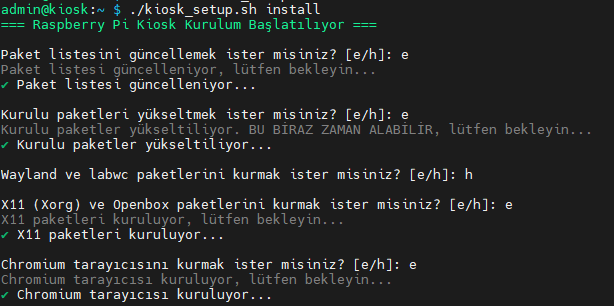 admin@kiosk:~ $ ./kiosk_setup.sh install
=== Raspberry Pi Kiosk Kurulum Başlatılıyor ===
Paket listesini güncellemek ister misiniz? [e/h]: e
Paket listesi güncelleniyor, lütfen bekleyin...
✔ Paket listesi güncelleniyor...
Kurulu paketleri yükseltmek ister misiniz? [e/h]: e
Kurulu paketler yükseltiliyor. BU BİRAZ ZAMAN ALABİLİR, lütfen bekleyin...
✔ Kurulu paketler yükseltiliyor...
Wayland ve labwc paketlerini kurmak ister misiniz? [e/h]: h
X11 (Xorg) ve Openbox paketlerini kurmak ister misiniz? [e/h]: e
X11 paketleri kuruluyor, lütfen bekleyin...
✔ X11 paketleri kuruluyor...
Chromium tarayıcısını kurmak ister misiniz? [e/h]: e
Chromium tarayıcısı kuruluyor, lütfen bekleyin...
✔ Chromium tarayıcısı kuruluyor...